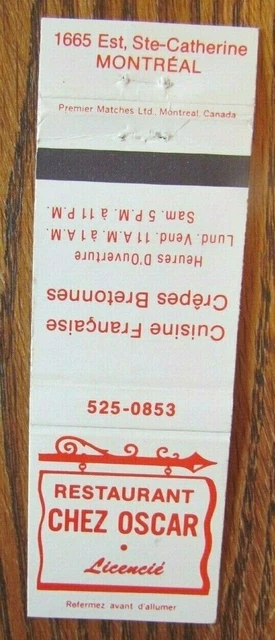 1665 Est, Ste-Catherine
MONTRÉAL
Premier Matches Ltd. Montreal Canada
Cuisine Française
Crêpes Bretonnes
Heures D'Ouverture
Lund. Vend. 11 A.M. à 1 A.M.
Sam. 5 P.M. à 11 P.M.
525-0853
RESTAURANT
CHEZ OSCAR
•
Licencié
Refermez avant d'allumer